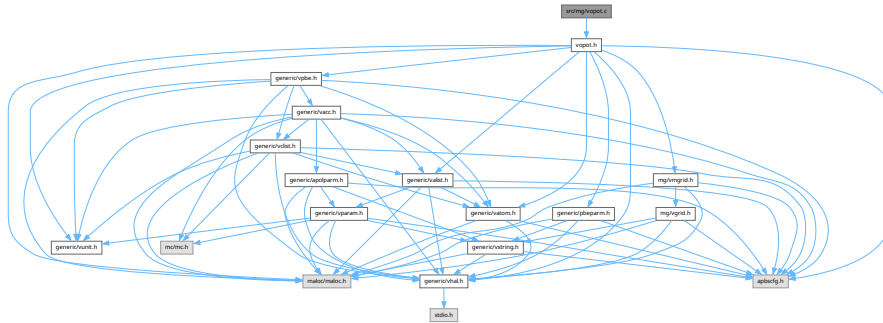 src/mg/vopot.c
vopot.h
generic/vpbe.h
generic/vacc.h
generic/vclist.h
generic/apolparm.h
generic/valist.h
mg/vmgrid.h
generic/vparam.h
generic/vatom.h
generic/pbeparm.h
mg/vgrid.h
generic/vunit.h
mc/mc.h
generic/vstring.h
maloc/maloc.h
generic/vhal.h
apbscfg.h
stdio.h